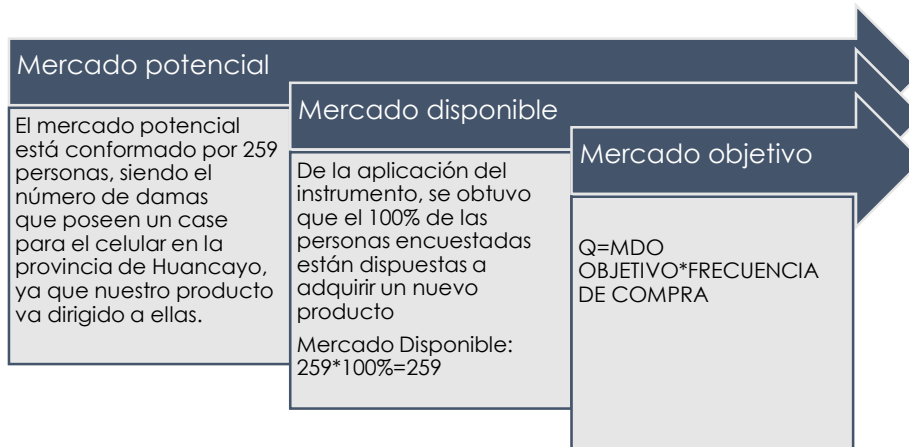 Mercado potencial
El mercado potencial
está conformado por 259
personas, siendo el
número de damas
que poseen un case
para el celular en la
provincia de Huancayo,
ya que nuestro producto
va dirigido a ellas.
Mercado disponible
De la aplicación del
instrumento, se obtuvo
que el 100% de las
personas encuestadas
están dispuestas a
adquirir un nuevo
producto
Mercado Disponible:
259*100%=259
Mercado objetivo
Q=MDO
OBJETIVO*FRECUENCIA
DE COMPRA